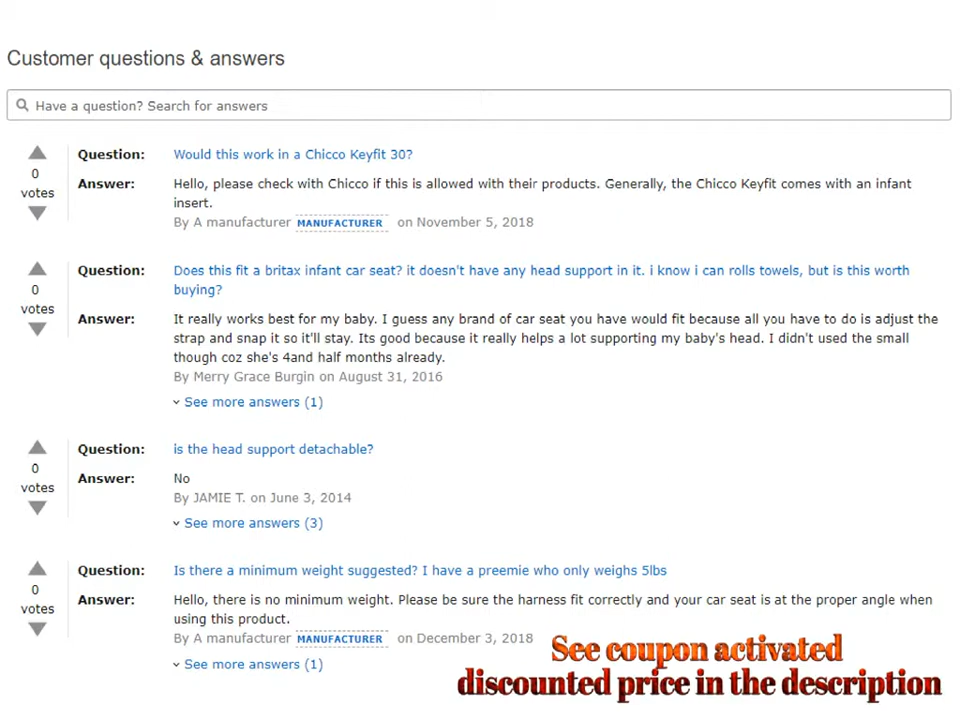 Customer questions & answers
Have a question? Search for answers
Question: Would this work in a Chicco Keyfit 30?
0
votes
Answer: Hello, please check with Chicco if this is allowed with their products. Generally, the Chicco Keyfit comes with an infant
insert.
By A manufacturer MANUFACTURER on November 5, 2018
Question: Does this fit a britax infant car seat? it doesn't have any head support in it. i know i can rolls towels, but is this worth
buying?
0
votes
Answer: It really works best for my baby. I guess any brand of car seat you have would fit because all you have to do is adjust the
strap and snap it so it'll stay. Its good because it really helps a lot supporting my baby's head. I didn't used the small
though coz she's 4and half months already.
By Merry Grace Burgin on August 31, 2016
See more answers (1)
Question: is the head support detachable?
0
votes
Answer: No
By JAMIE T. on June 3, 2014
See more answers (3)
Question: Is there a minimum weight suggested? I have a preemie who only weighs 5lbs
0
votes
Answer: Hello, there is no minimum weight. Please be sure the harness fit correctly and your car seat is at the proper angle when
using this product.
By A manufacturer MANUFACTURER on December 3, 2018
See more answers (1)
See coupon activated
discounted price in the description